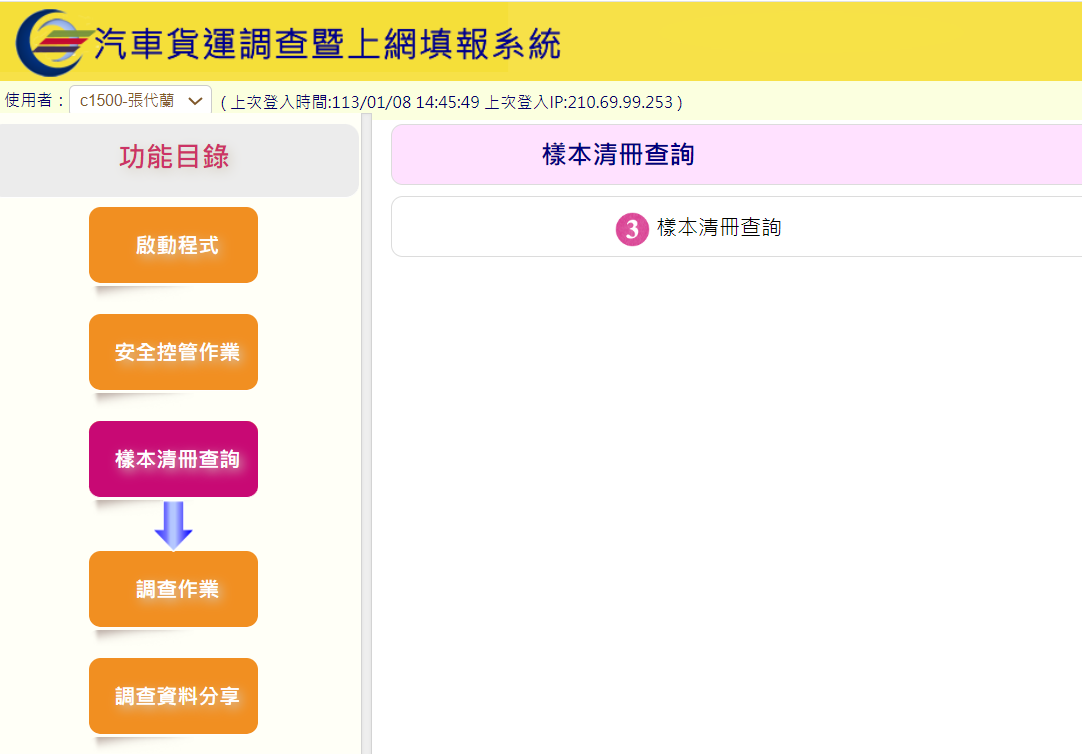 汽車貨運調查暨上網填報系統
使用者：c1500-張代蘭 ( 上次登入時間:113/01/08 14:45:49 上次登入IP:210.69.99.253 )
功能目錄
啟動程式
安全控管作業
樣本清冊查詢
調查作業
調查資料分享
樣本清冊查詢
3 樣本清冊查詢